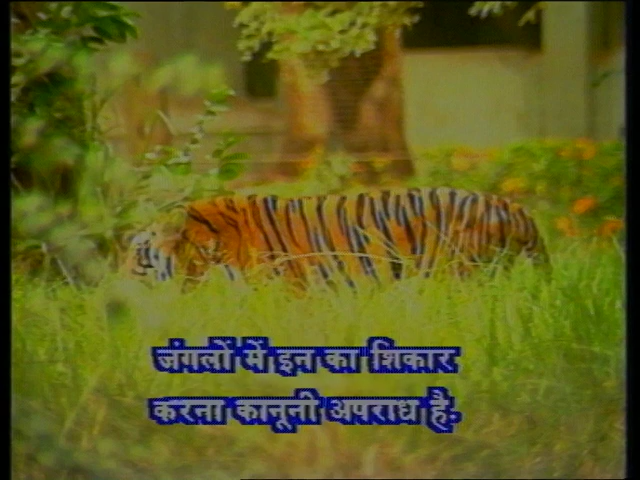 जंगलों में इन का शिकार
करना कानूनी अपराध है.